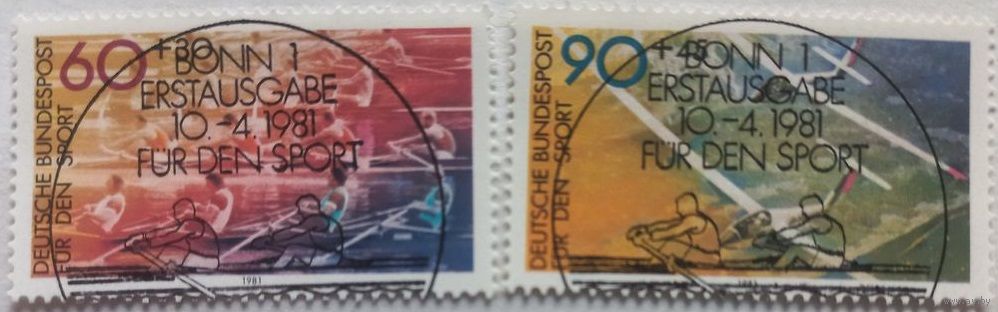 60 +30
DEUTSCHE BUNDESPOST
FÜR DEN SPORT
BONN 1
ERSTAUSGABE
10.-4.1981
FÜR DEN SPORT
1981
90 +45
DEUTSCHE BUNDESPOST
FÜR DEN SPORT
BONN 1
ERSTAUSGABE
10.-4.1981
FÜR DEN SPORT
1981